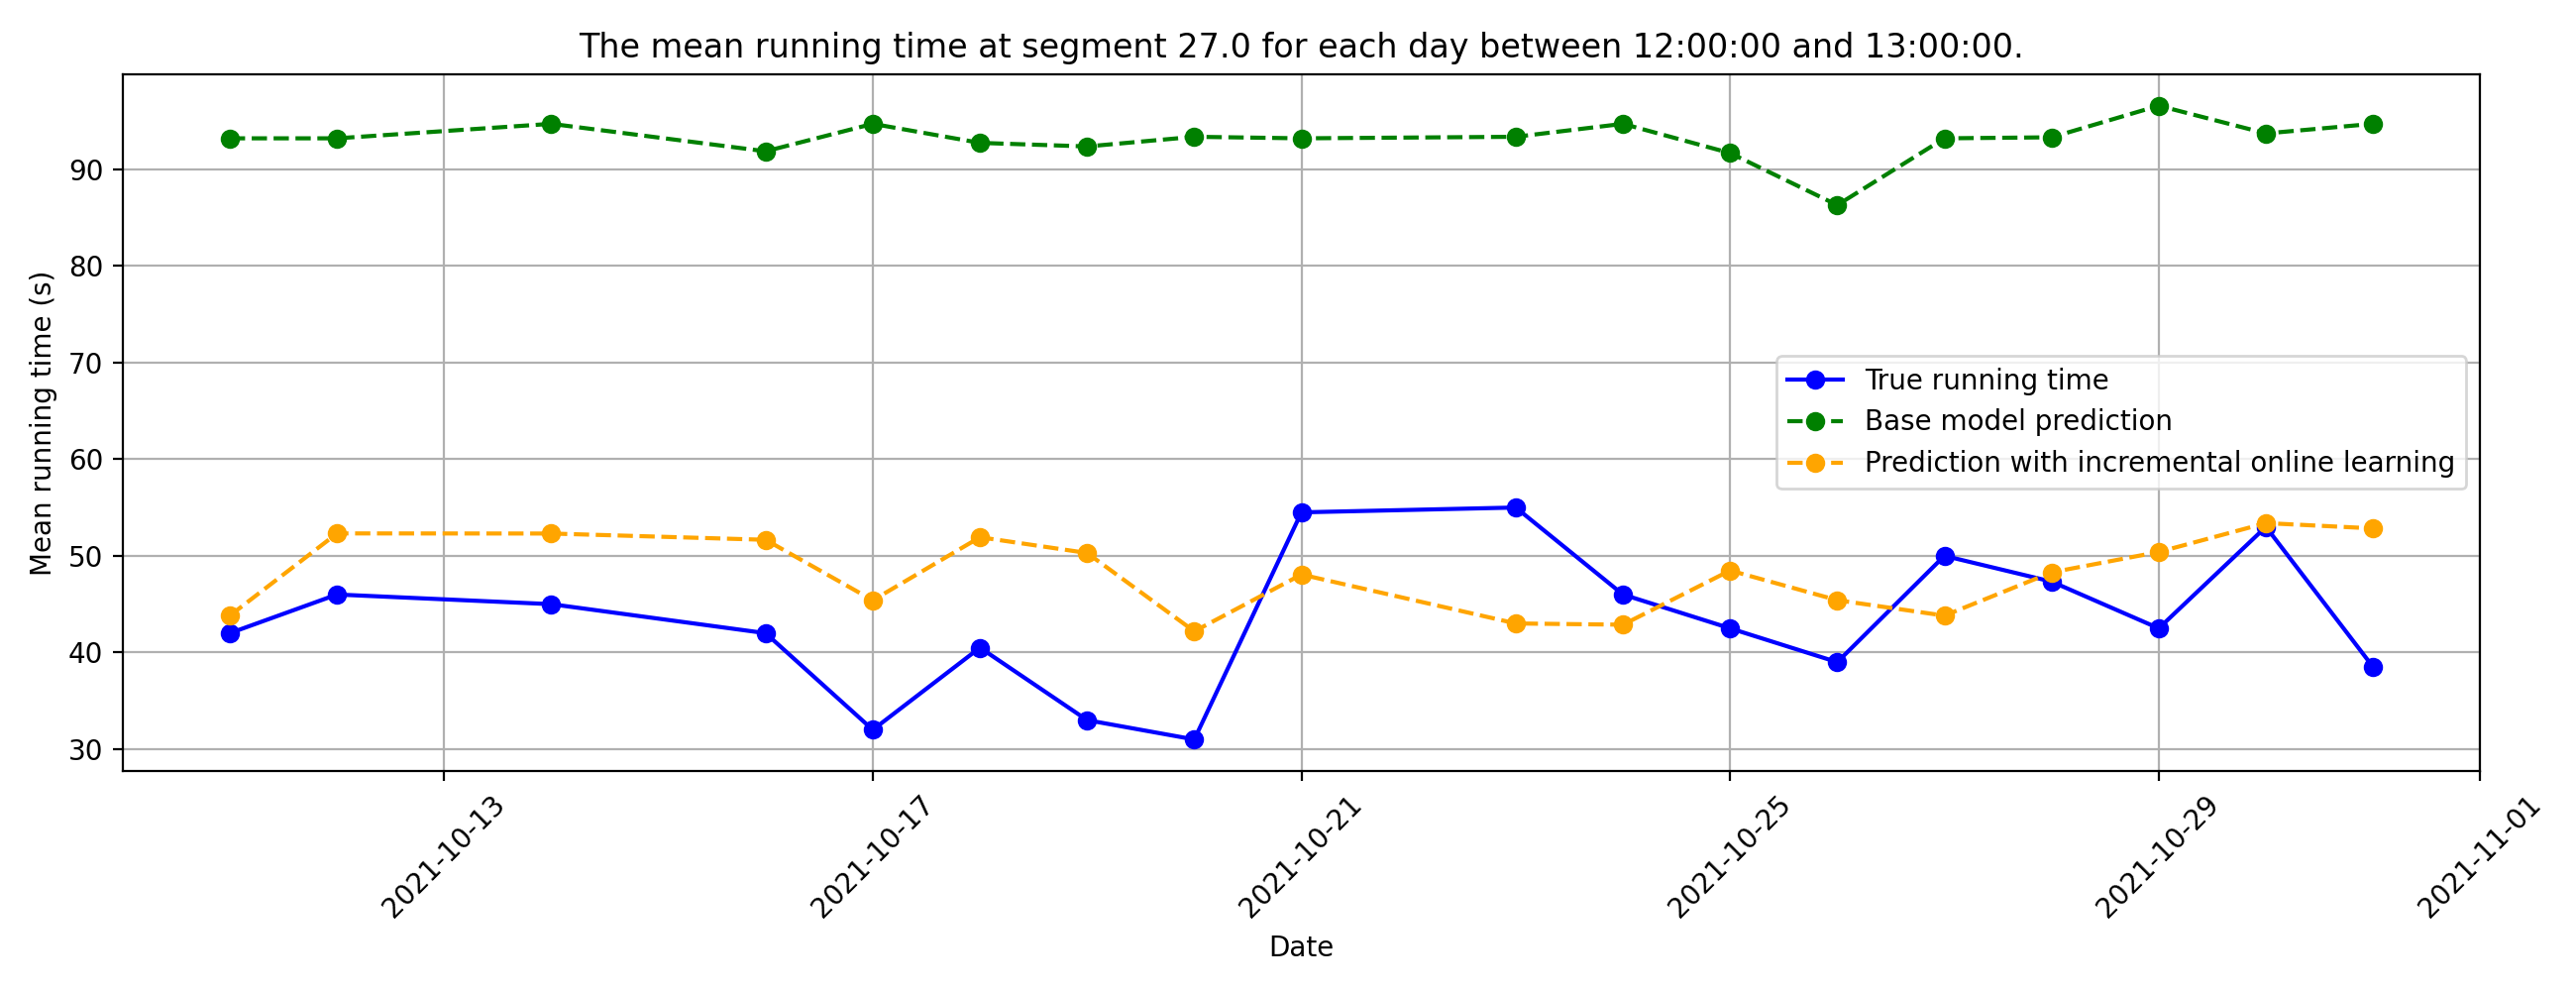 The mean running time at segment 27.0 for each day between 12:00:00 and 13:00:00.
Mean running time (s)
90
80
70
60
50
40
30
True running time
Base model prediction
Prediction with incremental online learning
2021-10-13
2021-10-17
2021-10-21
2021-10-25
2021-10-29
2021-11-01
Date